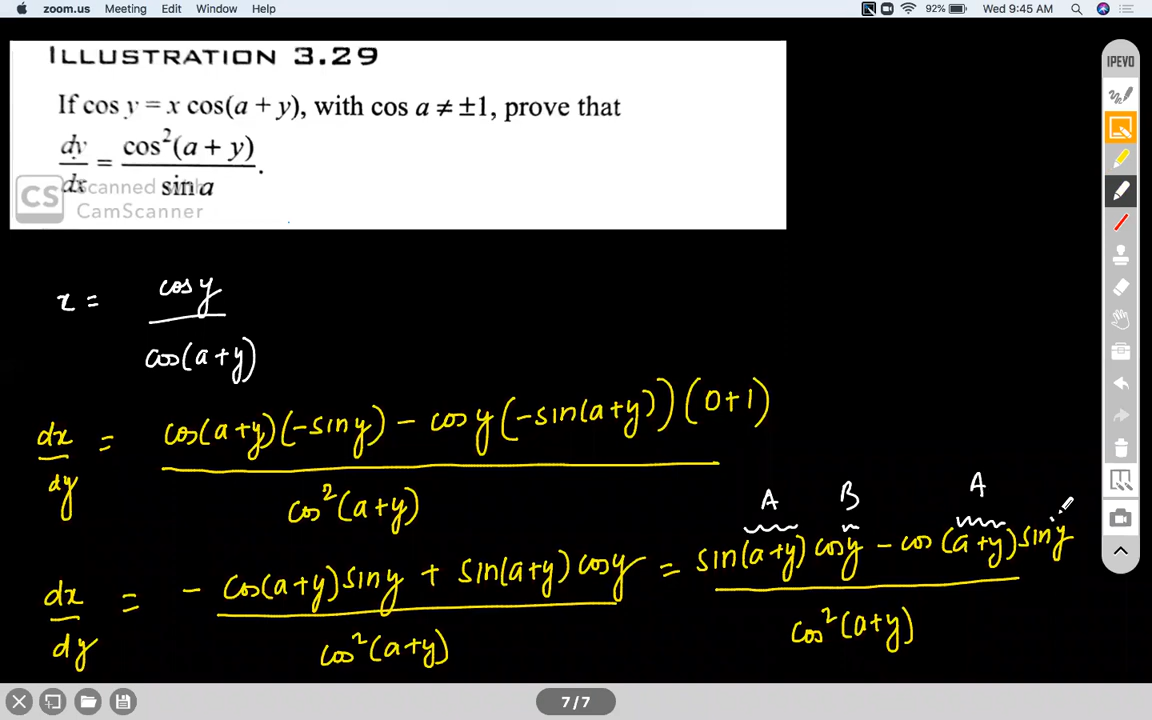 zoom.us Meeting Edit Window Help 92% Wed 9:45 AM
IPEVO
ILLUSTRATION 3.29
If cos y = x cos(a + y), with cos a ≠ ±1, prove that
dy/dx = cos²(a + y)/sin a.
CS Scanned with
CamScanner
x = cos y/cos(a+y)
dx/dy = cos(a+y)(-sin y) - cos y(-sin(a+y))(0+1)/cos²(a+y)
A B A
dx/dy = - cos(a+y) sin y + sin(a+y) cos y/cos²(a+y) = sin(a+y) cos y - cos(a+y) sin y/cos²(a+y)
7/7